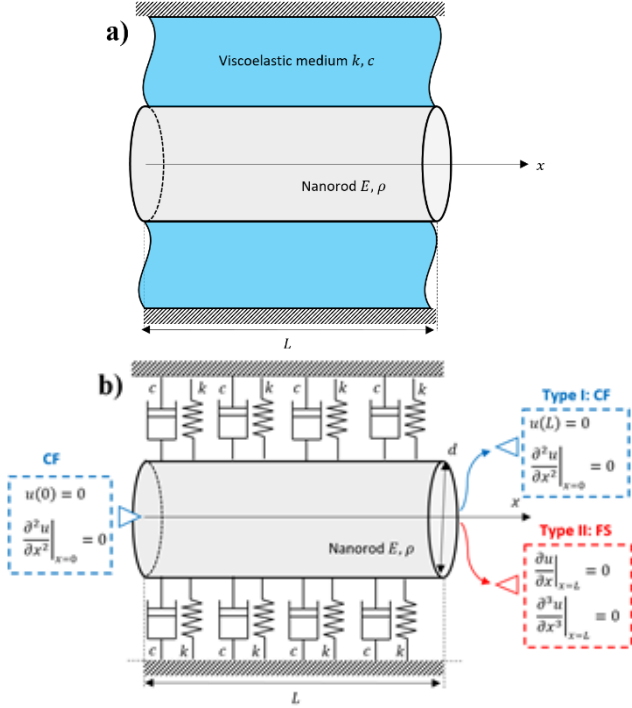 a)
Viscoelastic medium k, c
x
Nanorod E, ρ
L
b)
c k c k c k c k
d
x
Nanorod E, ρ
c k c k c k c k
L
CF
u(0) = 0
∂²u/∂x²|ₓ₌₀ = 0
Type I: CF
u(L) = 0
∂²u/∂x²|ₓ₌₀ = 0
Type II: FS
∂u/∂x|ₓ₌L = 0
∂³u/∂x³|ₓ₌L = 0